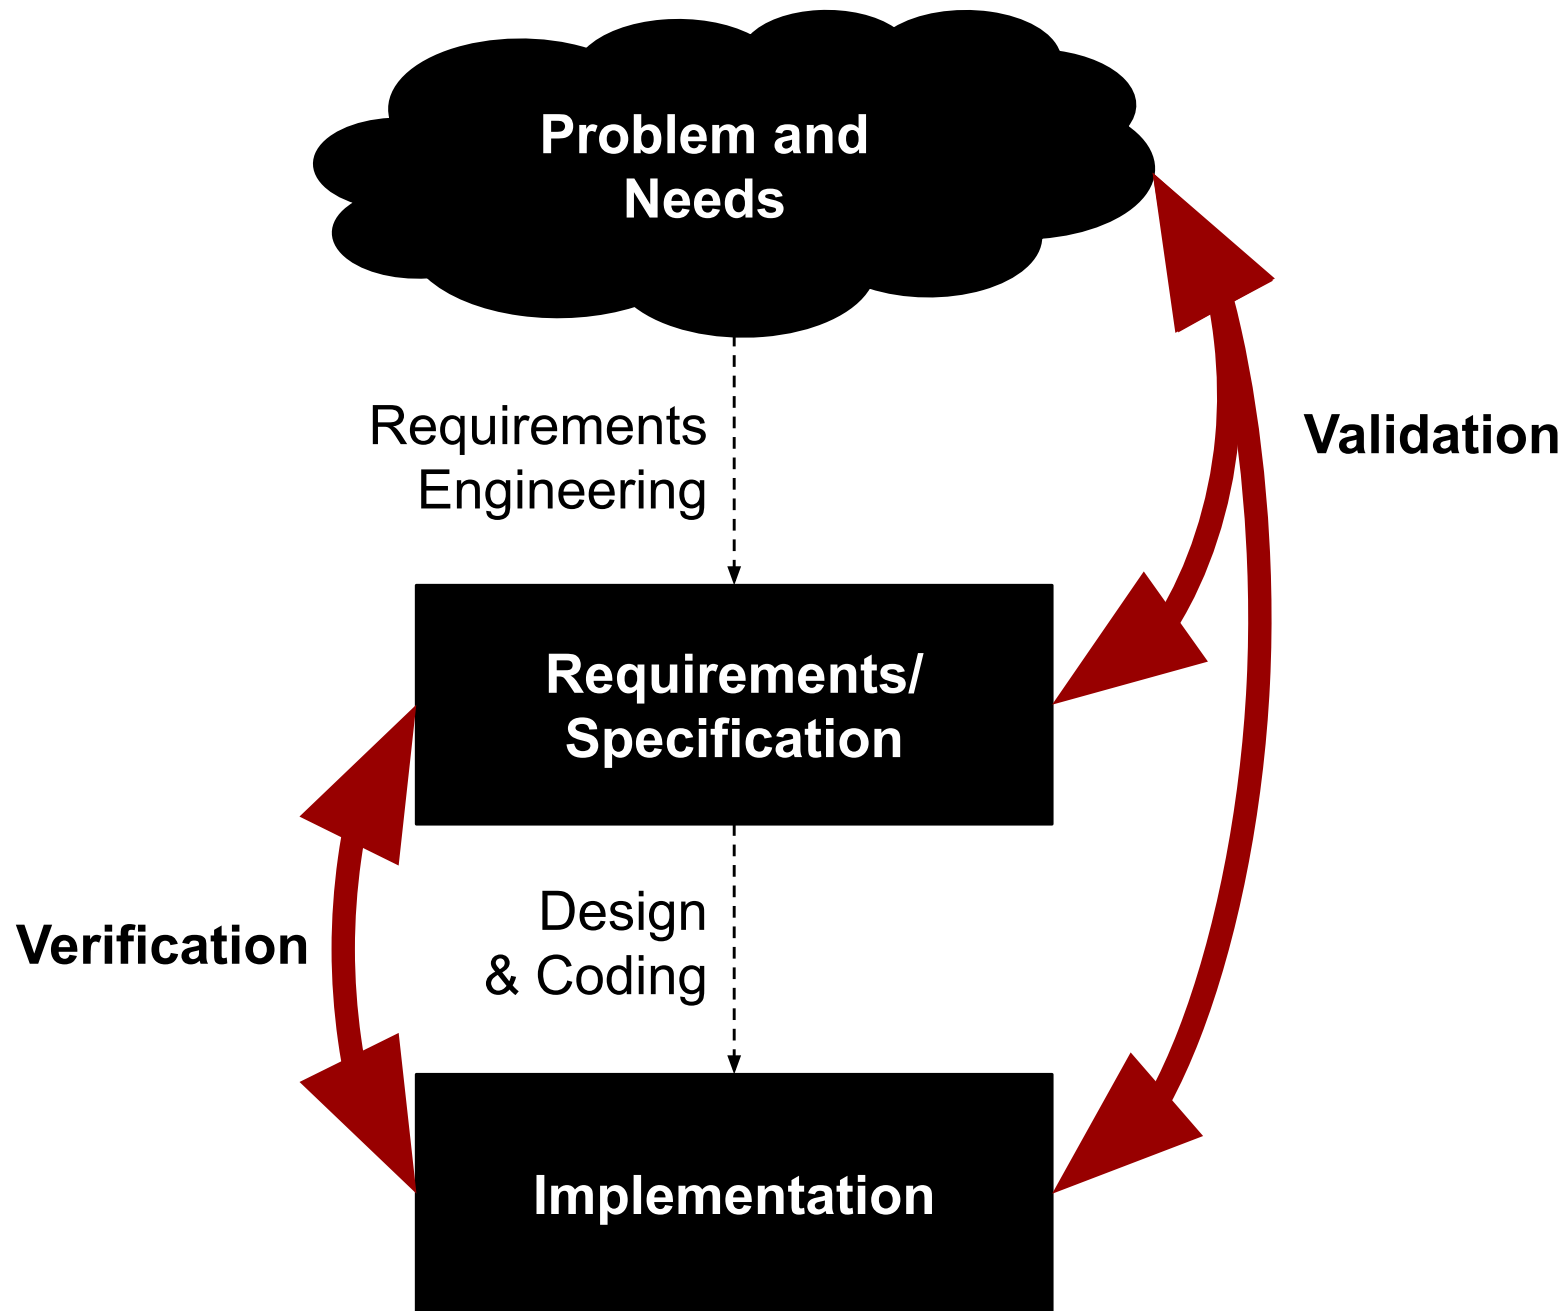 Problem and
Needs
Requirements
Engineering
Validation
Requirements/
Specification
Verification
Design
& Coding
Implementation